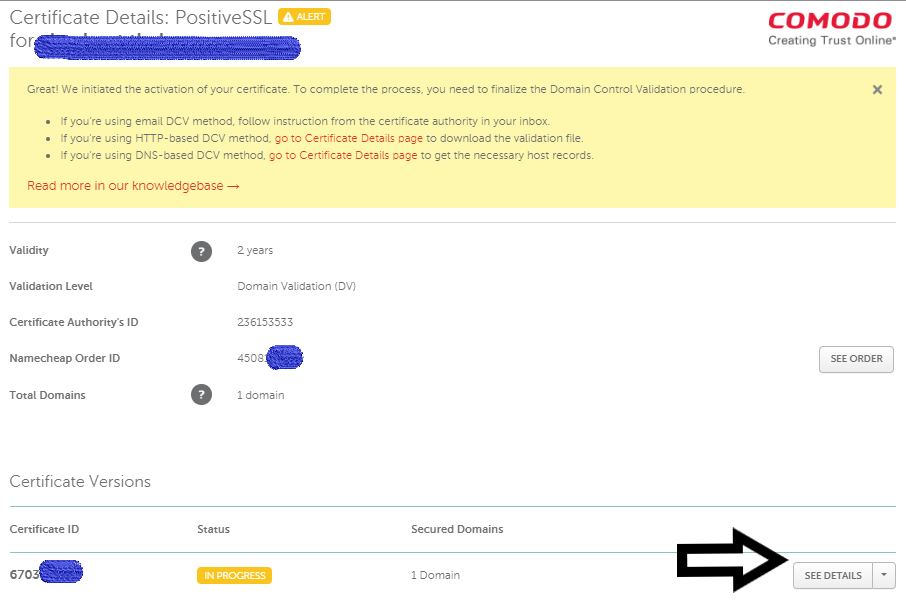 Certificate Details: PositiveSSL ALERT
for
COMODO
Creating Trust Online®
Great! We initiated the activation of your certificate. To complete the process, you need to finalize the Domain Control Validation procedure.
• If you're using email DCV method, follow instruction from the certificate authority in your inbox.
• If you're using HTTP-based DCV method, go to Certificate Details page to download the validation file.
• If you're using DNS-based DCV method, go to Certificate Details page to get the necessary host records.
Read more in our knowledgebase →
Validity ? 2 years
Validation Level Domain Validation (DV)
Certificate Authority's ID 236153533
Namecheap Order ID 4508 SEE ORDER
Total Domains ? 1 domain
Certificate Versions
Certificate ID Status Secured Domains
6703 IN PROGRESS 1 Domain SEE DETAILS